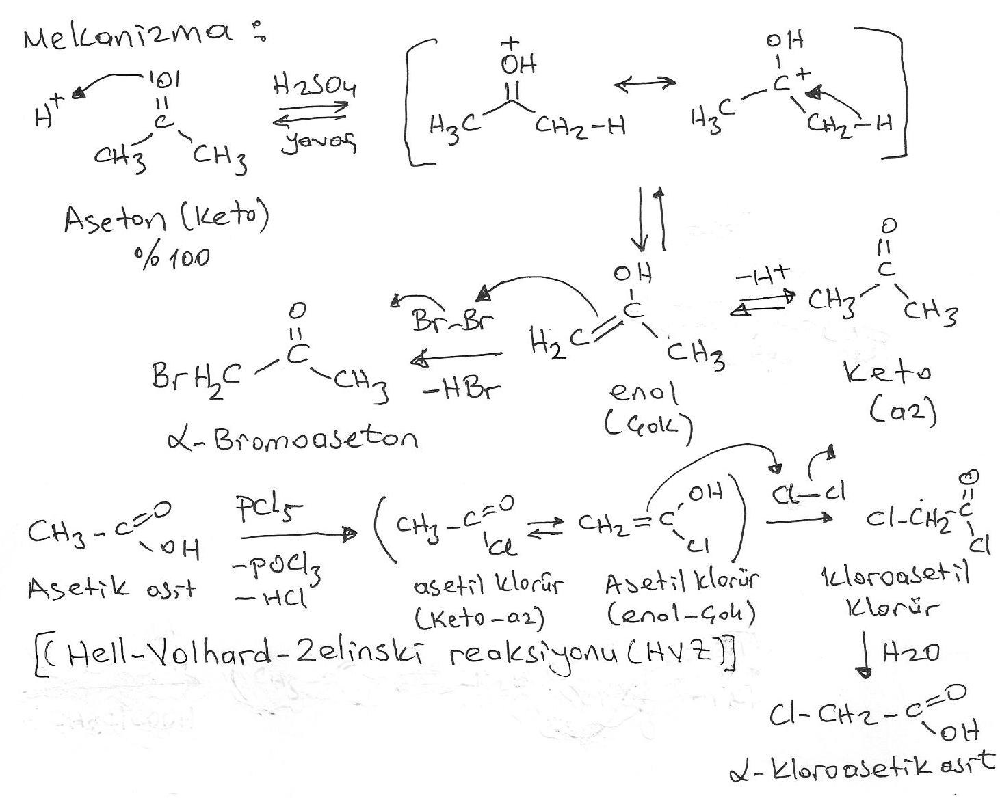 Mekanizma :
H⁺ |O| || C CH3 CH3
H2SO4
yavaş
[ ⁺OH || H3C CH2-H ↔ OH | C⁺ H3C CH2-H ]
Aseton (Keto)
%100
OH | H2C=C CH3
-H⁺
O || C CH3 CH3
Br-Br
-HBr
O || C BrH2C CH3
enol
(çok)
Keto
(az)
α-Bromoaseton
CH3-C=O \OH
PCl5
-POCl3
-HCl
( CH3-C=O \Cl ⇌ CH2=C OH Cl )
Cl-Cl
Cl-CH2-C O Cl
Asetik asit
asetil klorür
(Keto-az)
Asetil klorür
(enol-çok)
Kloroasetil
Klorür
[(Hell-Volhard-Zelinski reaksiyonu (HVZ)]
H2O
Cl-CH2-C=O \OH
α-Kloroasetik asit